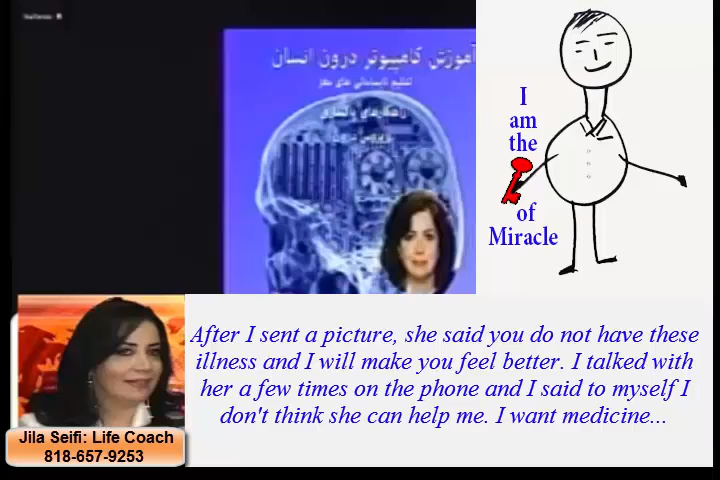 آموزش کامپیوتر درون انسان
I
am
the
of
Miracle
After I sent a picture, she said you do not have these
illness and I will make you feel better. I talked with
her a few times on the phone and I said to myself I
don't think she can help me. I want medicine...
Jila Seifi: Life Coach
818-657-9253